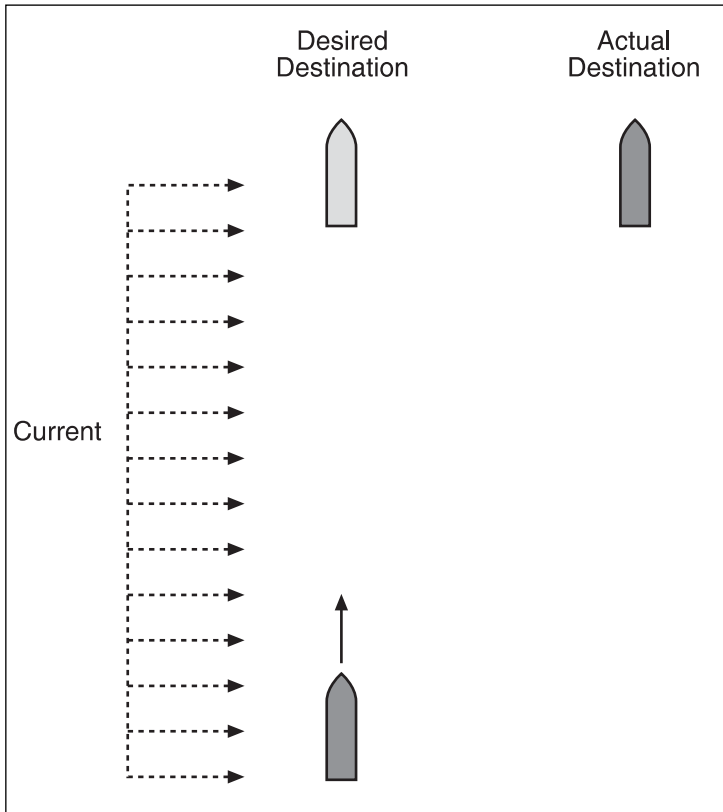 Desired
Destination
Actual
Destination
Current